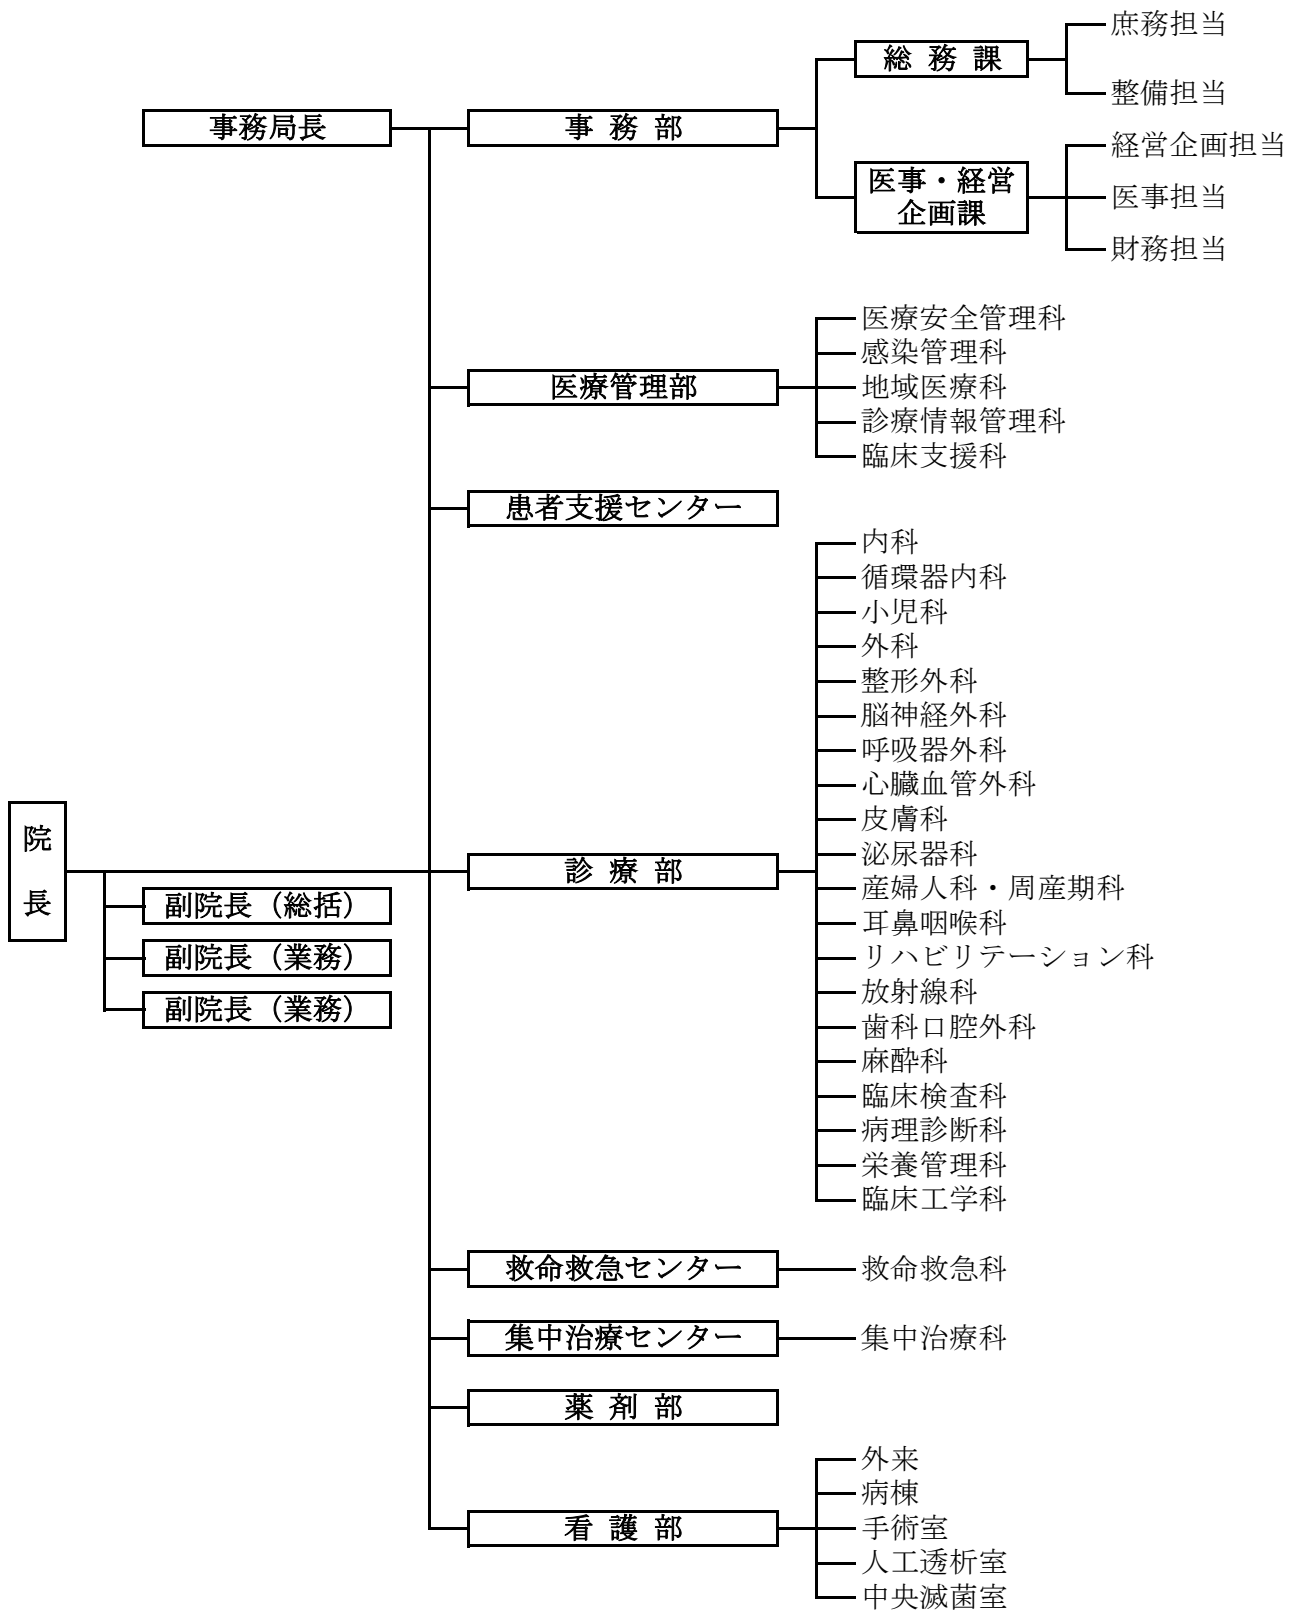 庶務担当
総 務 課
整備担当
事務局長
事 務 部
経営企画担当
医事・経営
企画課
医事担当
財務担当
医療安全管理科
感染管理科
医療管理部
地域医療科
診療情報管理科
臨床支援科
患者支援センター
内科
循環器内科
小児科
外科
整形外科
脳神経外科
呼吸器外科
心臓血管外科
皮膚科
泌尿器科
院
長
診 療 部
産婦人科・周産期科
副院長（総括）
耳鼻咽喉科
副院長（業務）
リハビリテーション科
放射線科
副院長（業務）
歯科口腔外科
麻酔科
臨床検査科
病理診断科
栄養管理科
臨床工学科
救命救急センター
救命救急科
集中治療センター
集中治療科
薬 剤 部
外来
病棟
看 護 部
手術室
人工透析室
中央滅菌室